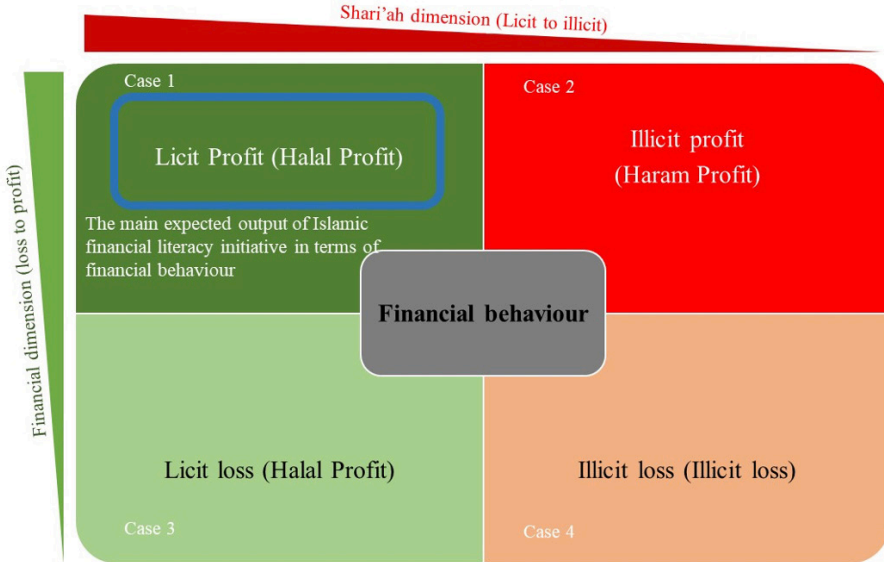 Shari'ah dimension (Licit to illicit)
Financial dimension (loss to profit)
Case 1
Licit Profit (Halal Profit)
The main expected output of Islamic
financial literacy initiative in terms of
financial behaviour
Case 2
Illicit profit
(Haram Profit)
Financial behaviour
Licit loss (Halal Profit)
Case 3
Illicit loss (Illicit loss)
Case 4